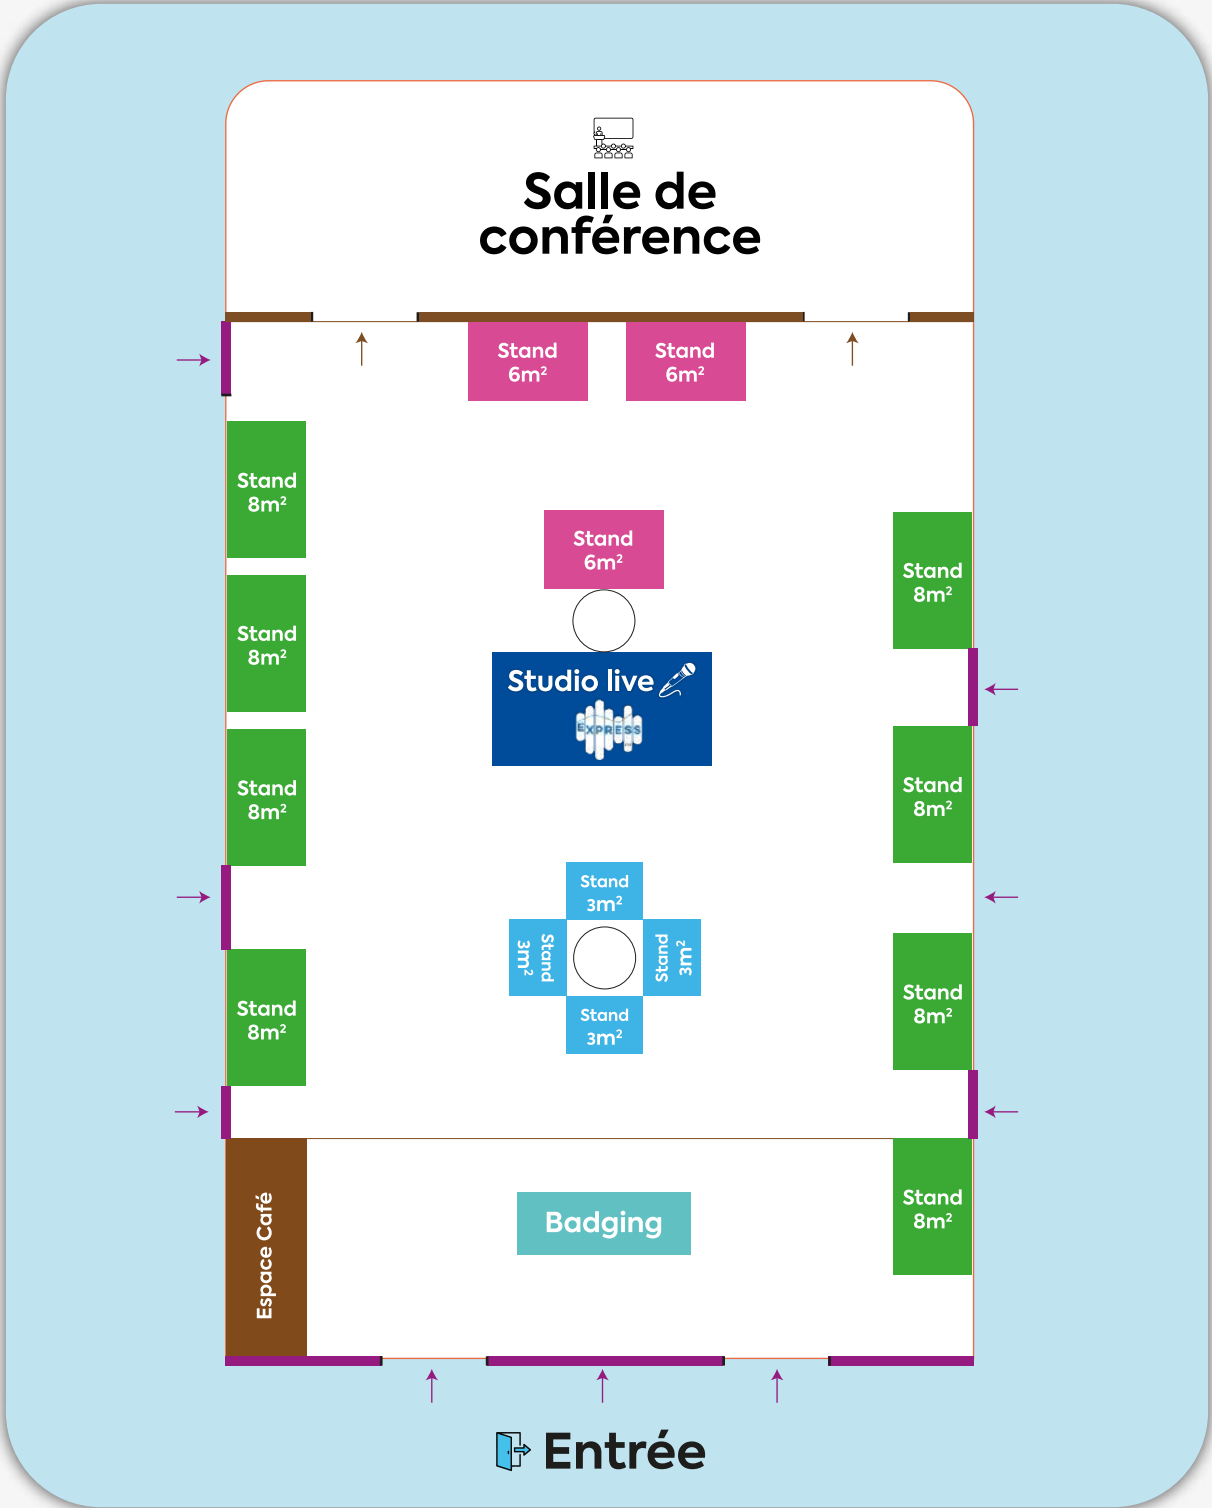 Salle de
conférence
Stand
6m²
Stand
6m²
Stand
8m²
Stand
6m²
Stand
8m²
Stand
8m²
Studio live
EXPRESS
Stand
8m²
Stand
8m²
Stand
3m²
Stand
3m²
Stand
3m²
Stand
3m²
Stand
8m²
Stand
8m²
Espace Café
Badging
Stand
8m²
Entrée